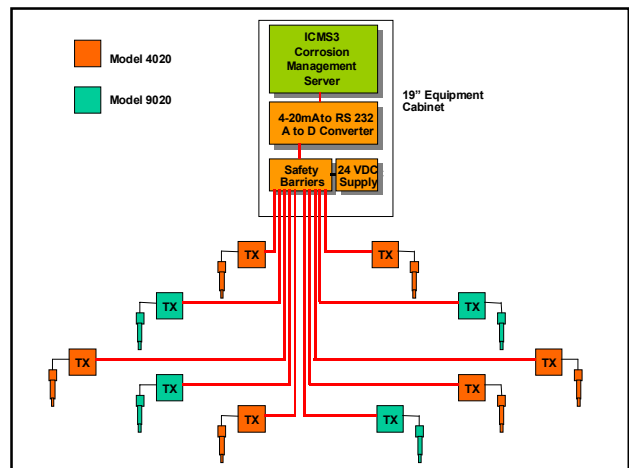 Model 4020
Model 9020
ICMS3
Corrosion
Management
Server
19” Equipment
Cabinet
4-20mAto RS 232
A to D Converter
Safety
Barriers
24 VDC
Supply
TX
TX
TX
TX
TX
TX
TX
TX
TX
TX